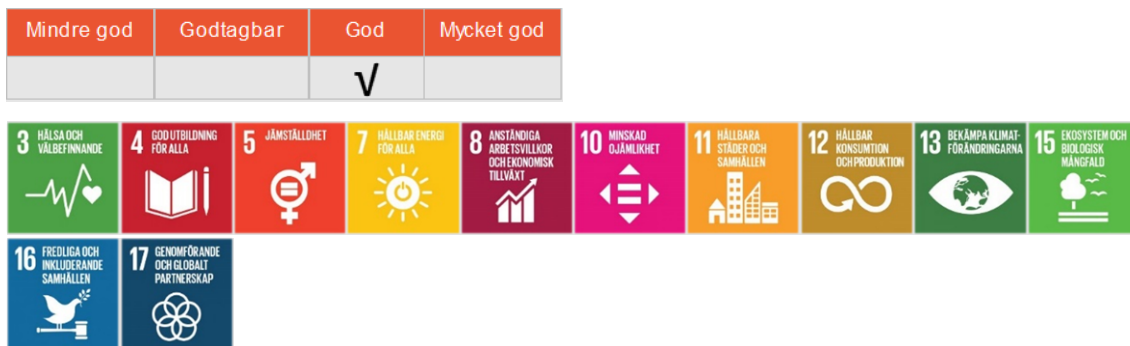 Mindre god Godtagbar God Mycket god
√
3 HÄLSA OCH
VÄLBEFINNANDE
4 GOD UTBILDNING
FÖR ALLA
5 JÄMSTÄLLDHET
7 HÅLLBAR ENERGI
FÖR ALLA
8 ANSTÄNDIGA
ARBETSVILLKOR
OCH EKONOMISK
TILLVÄXT
10 MINSKAD
OJÄMLIKHET
11 HÅLLBARA
STÄDER OCH
SAMHÄLLEN
12 HÅLLBAR
KONSUMTION
OCH PRODUKTION
13 BEKÄMPA KLIMAT-
FÖRÄNDRINGARNA
15 EKOSYSTEM OCH
BIOLOGISK
MÅNGFALD
16 FREDLIGA OCH
INKLUDERANDE
SAMHÄLLEN
17 GENOMFÖRANDE
OCH GLOBALT
PARTNERSKAP